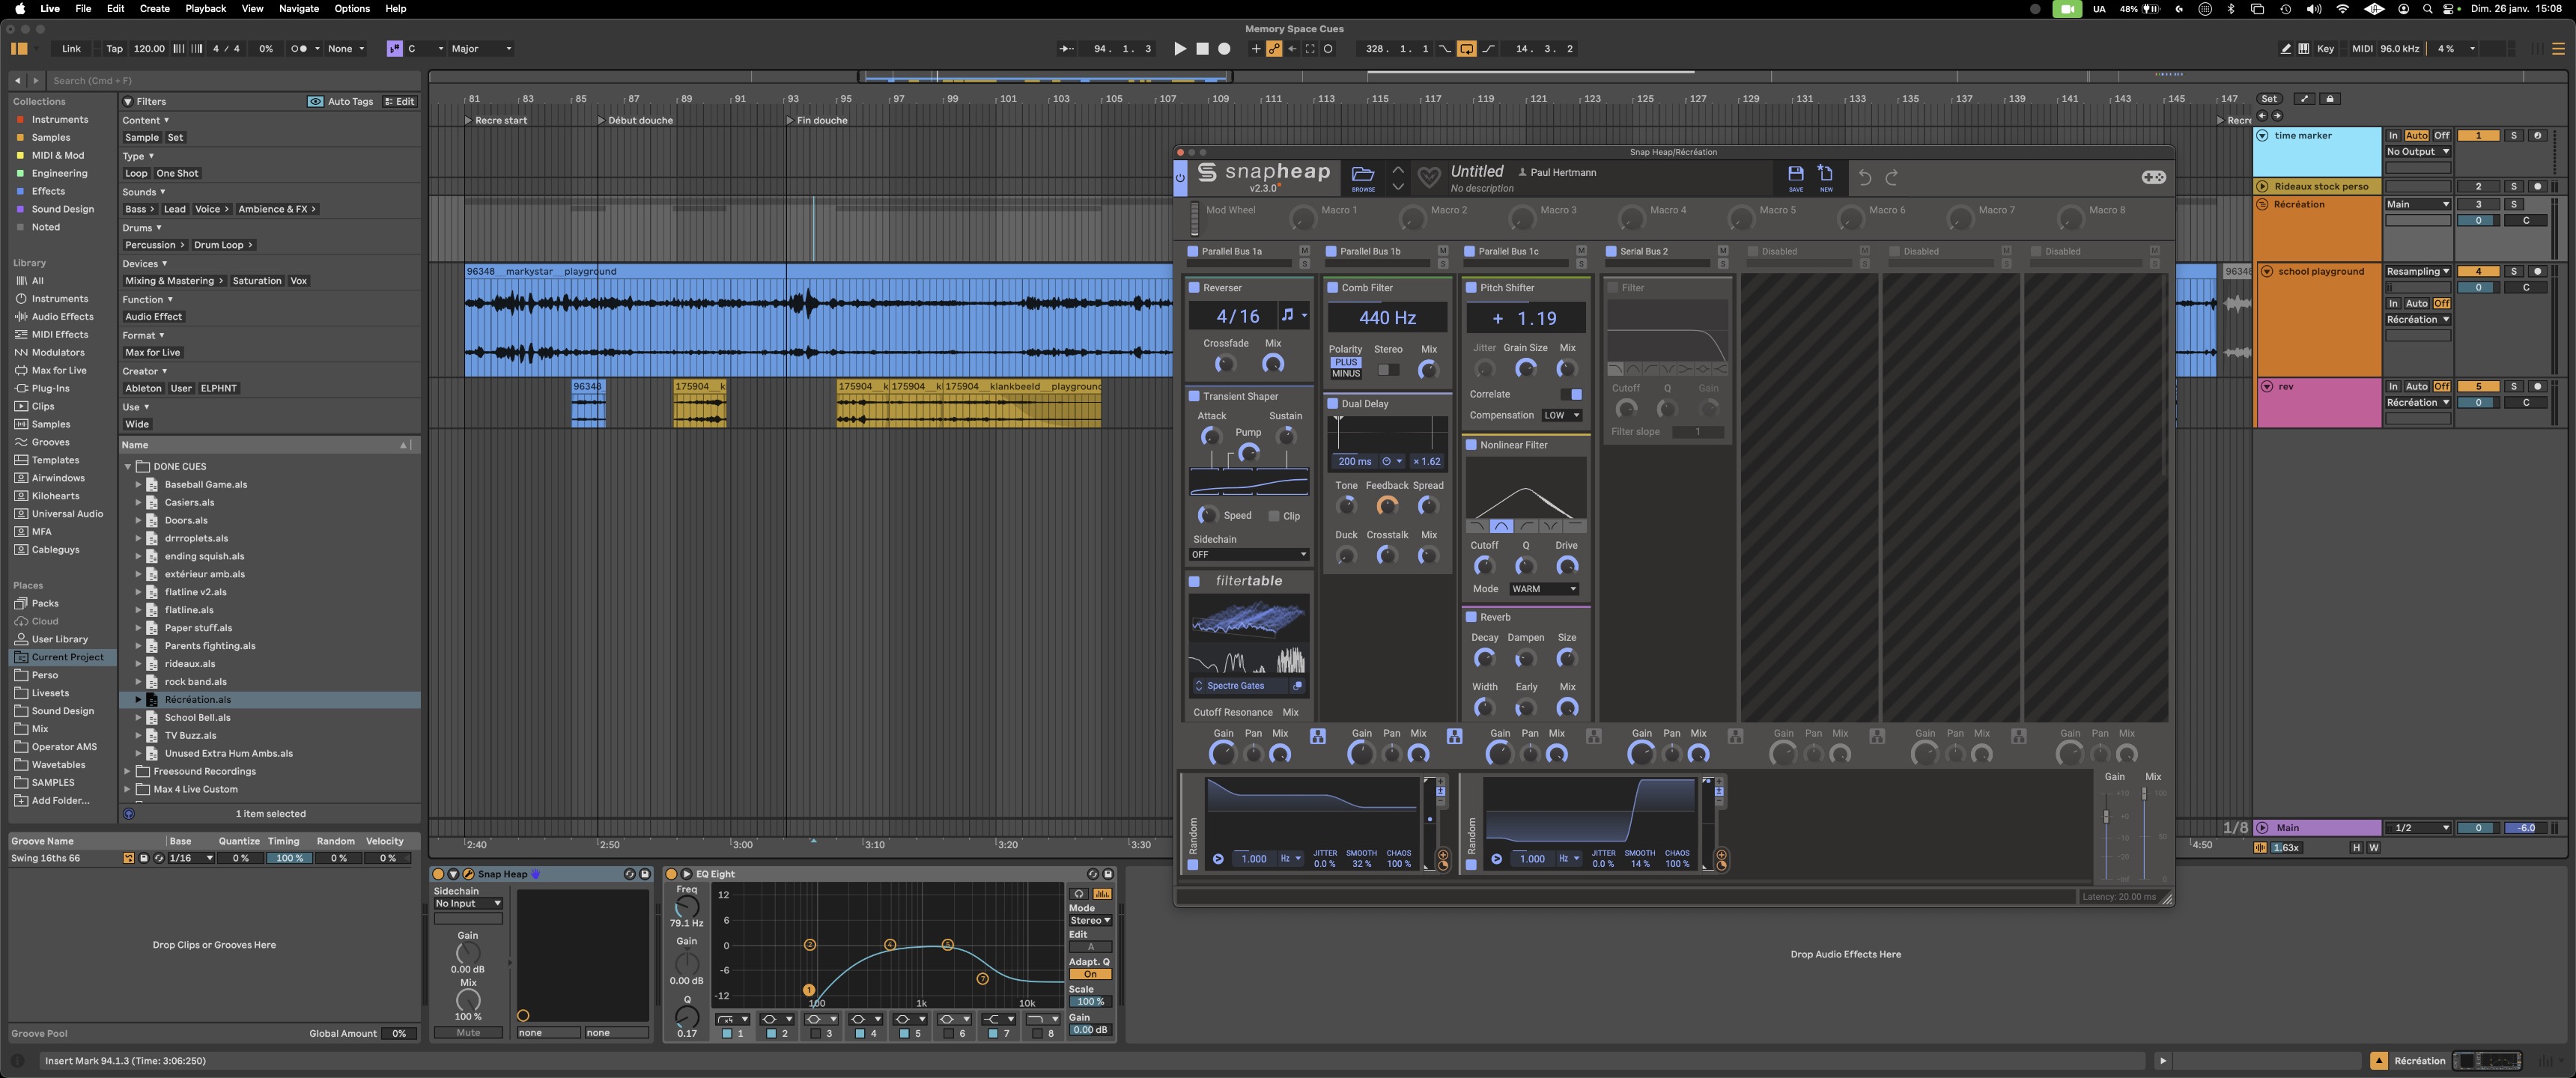 Live File Edit Create Playback View Navigate Options Help
UA 48% Dim. 26 janv. 15:08
Memory Space Cues
Link Tap 120.00 4 / 4 0% None C Major
94. 1. 3
328. 1. 1
14. 3. 2
Key MIDI 96.0 kHz 4 %
Search (Cmd + F)
Collections
Instruments
Samples
MIDI & Mod
Engineering
Effects
Sound Design
Noted
Library
All
Instruments
Audio Effects
MIDI Effects
Modulators
Max for Live
Plug-Ins
Clips
Samples
Grooves
Templates
Airwindows
Kilohearts
Universal Audio
MFA
Cableguys
Places
Packs
Cloud
User Library
Current Project
Perso
Livesets
Sound Design
Mix
Operator AMS
Wavetables
SAMPLES
Add Folder...
Filters Auto Tags Edit
Content
Sample Set
Type
Loop One Shot
Sounds
Bass > Lead Voice > Ambience & FX >
Drums
Percussion > Drum Loop >
Devices
Mixing & Mastering > Saturation Vox
Function
Audio Effect
Format
Max for Live
Creator
Ableton User ELPHNT
Use
Wide
Name
DONE CUES
Baseball Game.als
Casiers.als
Doors.als
drrroplets.als
ending squish.als
extérieur amb.als
flatline v2.als
flatline.als
Paper stuff.als
Parents fighting.als
rideaux.als
rock band.als
Récréation.als
School Bell.als
TV Buzz.als
Unused Extra Hum Ambs.als
Freesound Recordings
Max 4 Live Custom
1 item selected
Groove Name Base Quantize Timing Random Velocity
Swing 16ths 66 1/16 0 % 100 % 0 % 0 %
Drop Clips or Grooves Here
Groove Pool Global Amount 0%
81 83 85 87 89 91 93 95 97 99 101 103 105 107 109 111 113 115 117 119 121 123 125 127 129 131 133 135 137 139 141 143 145 147
Recre start Début douche Fin douche Recre
96348__markystar__playground
96348
175904__k
175904__k
175904__kl
175904__klankbeeld__playground
2:40 2:50 3:00 3:10 3:20 3:30 4:50
1/8
Set
time marker In Auto Off 1 S
No Output
Rideaux stock perso 2 S
Récréation Main 3 S
0 C
school playground Resampling 4 S
0 C
In Auto Off
Récréation
rev In Auto Off 5 S
Récréation 0 C
Main 1/2 0 -6.0
1.63x H W
Snap Heap/Récréation
snapheap
v2.3.0
BROWSE
Untitled Paul Hertmann
No description
SAVE NEW
Mod Wheel Macro 1 Macro 2 Macro 3 Macro 4 Macro 5 Macro 6 Macro 7 Macro 8
Parallel Bus 1a M S
Parallel Bus 1b M S
Parallel Bus 1c M S
Serial Bus 2 M S
Disabled M S
Disabled M S
Disabled M S
Reverser
4/16
Crossfade Mix
Transient Shaper
Attack Sustain
Pump
Speed Clip
Sidechain
OFF
filtertable
Spectre Gates
Cutoff Resonance Mix
Comb Filter
440 Hz
Polarity Stereo Mix
PLUS
MINUS
Dual Delay
200 ms × 1.62
Tone Feedback Spread
Duck Crosstalk Mix
Pitch Shifter
+ 1.19
Jitter Grain Size Mix
Correlate
Compensation LOW
Nonlinear Filter
Cutoff Q Drive
Mode WARM
Reverb
Decay Dampen Size
Width Early Mix
Filter
Cutoff Q Gain
Filter slope 1
Gain Pan Mix Gain Pan Mix Gain Pan Mix Gain Pan Mix Gain Pan Mix Gain Pan Mix Gain Pan Mix
Random
1.000 Hz JITTER 0.0 % SMOOTH 32 % CHAOS 100 %
Random
1.000 Hz JITTER 0.0 % SMOOTH 14 % CHAOS 100 %
Gain Mix
Latency: 20.00 ms
Snap Heap
Sidechain
No Input
Gain
0.00 dB
Mix
100 %
Mute
none none
EQ Eight
Freq
79.1 Hz
Gain
0.00 dB
Q
0.17
12
6
0
-6
-12
100 1k 10k
1 2 3 4 5 6 7 8
Mode
Stereo
Edit
A
Adapt. Q
On
Scale
100 %
Gain
0.00 dB
Drop Audio Effects Here
Insert Mark 94.1.3 (Time: 3:06:250)
Récréation